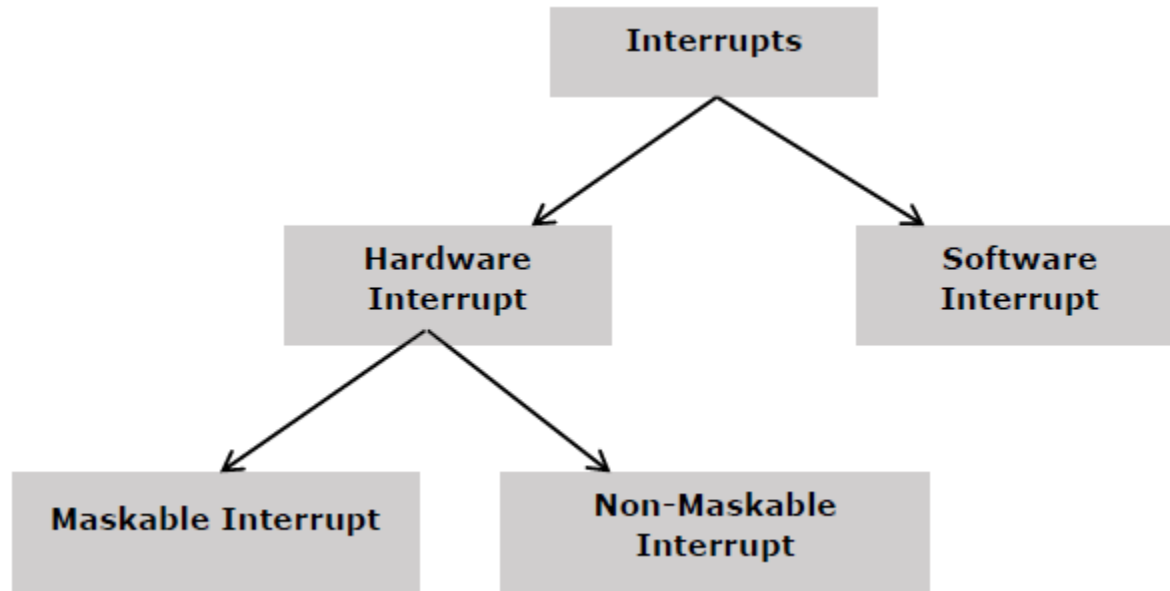 Interrupts
Hardware
Interrupt
Software
Interrupt
Maskable Interrupt
Non-Maskable
Interrupt